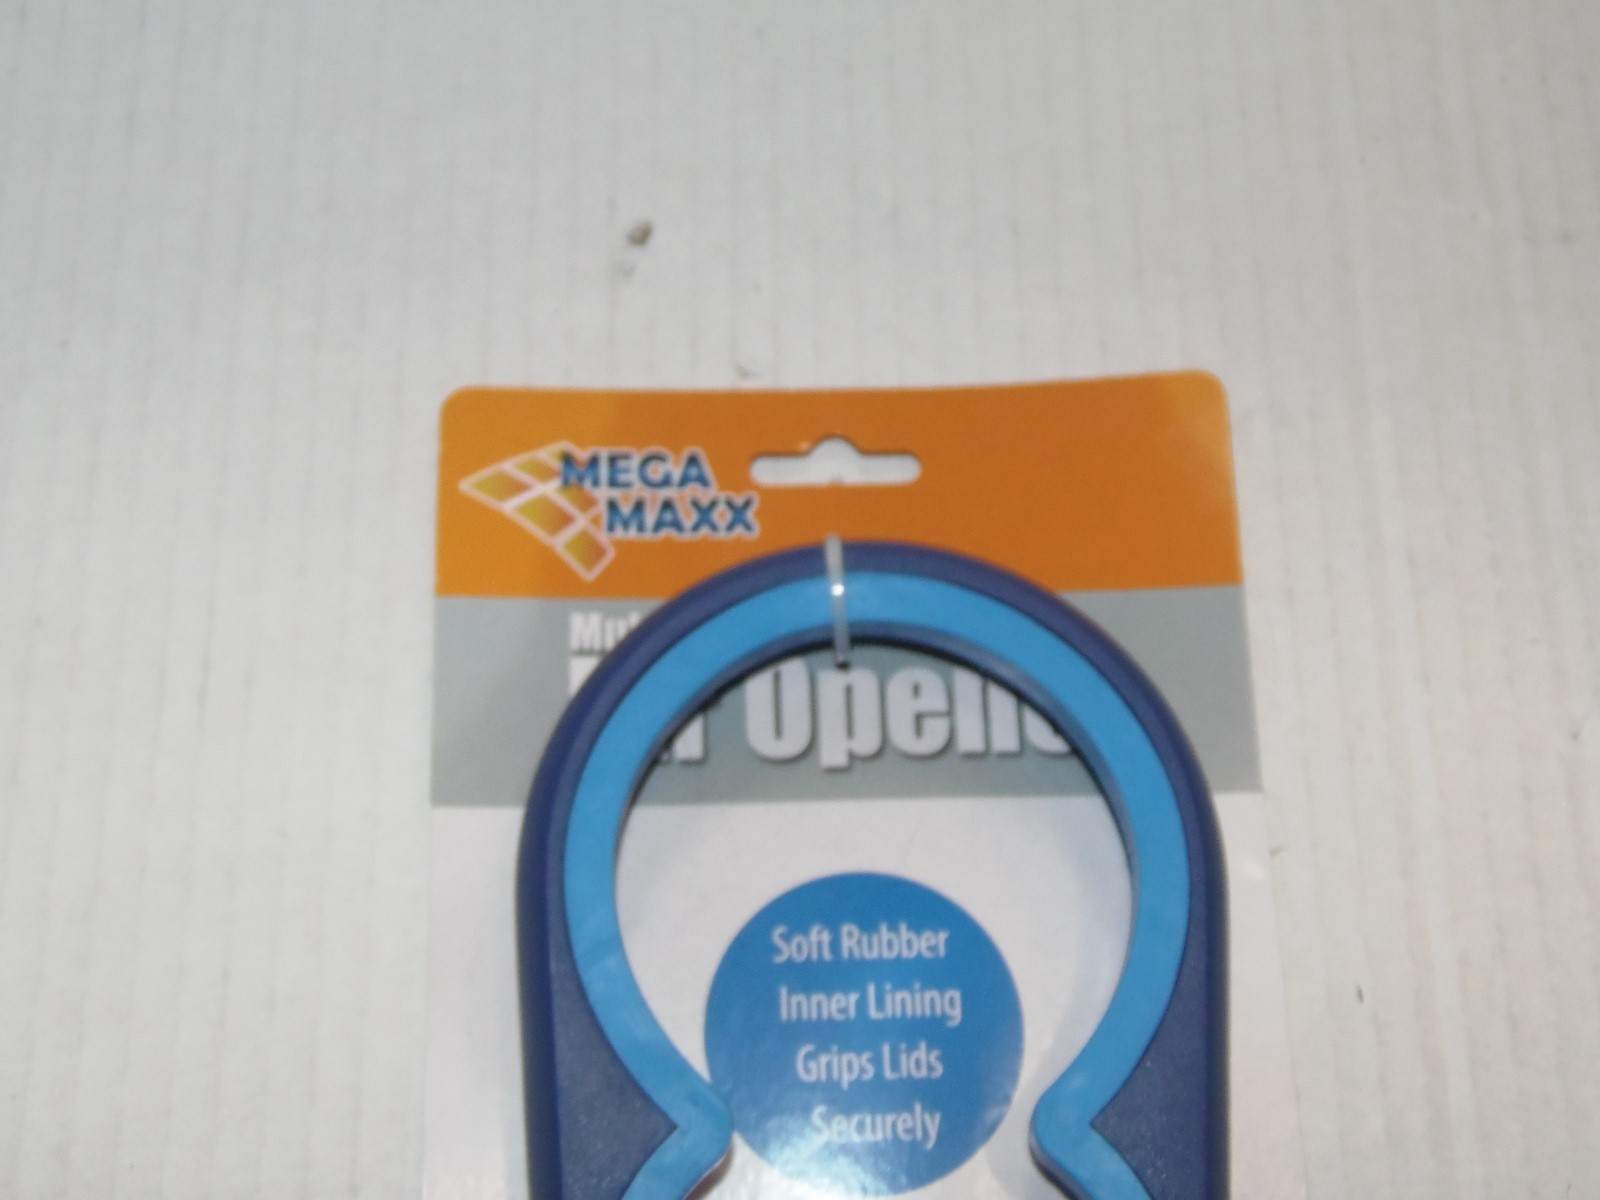 MEGA
MAXX
Soft Rubber
Inner Lining
Grips Lids
Securely